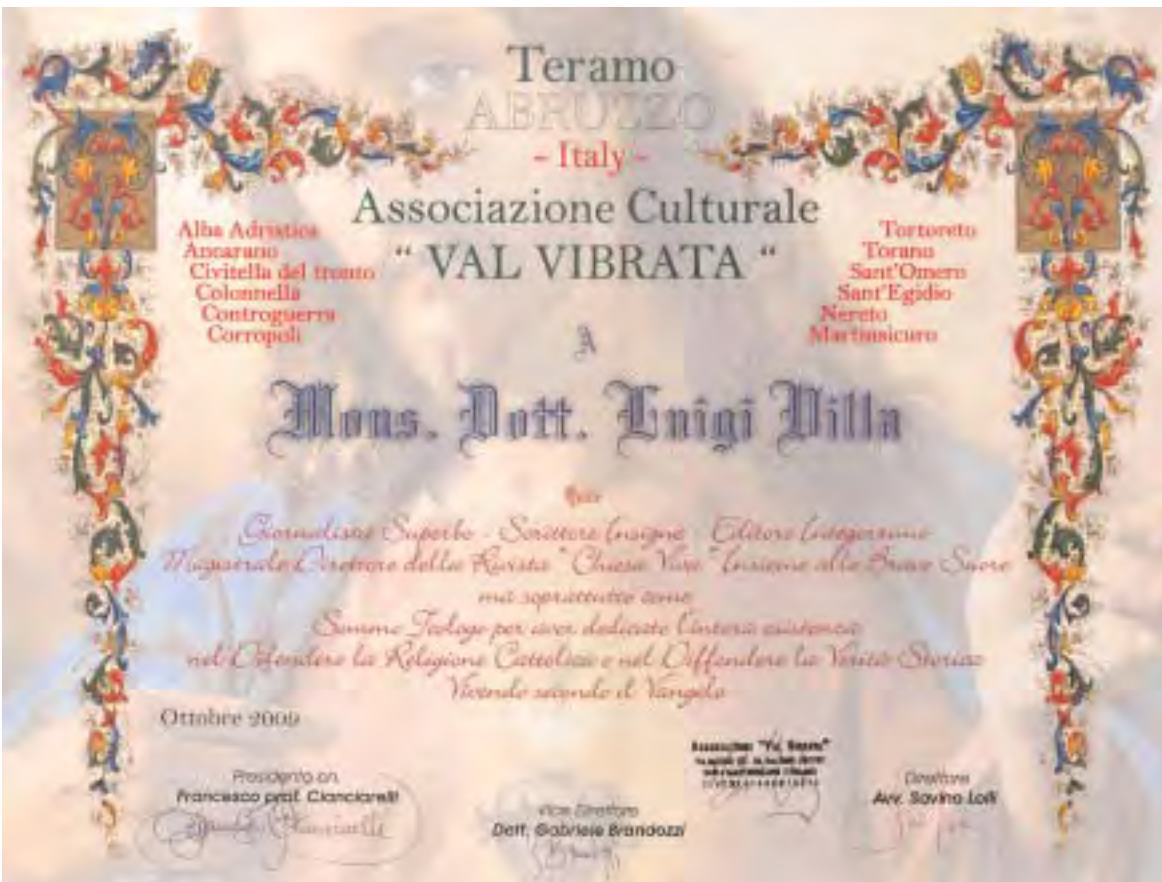 Teramo
ABRUZZO
- Italy -
Associazione Culturale
“ VAL VIBRATA “
Alba Adriatica
Ancarano
Civitella del tronto
Colonnella
Controguerra
Corropoli
Tortoreto
Torano
Sant'Omero
Sant'Egidio
Nereto
Martinsicuro
A
Mons. Dott. Luigi Villa
Giornalista Superbo - Scrittore Insigne - Editore Integerrimo
Magistrale Direttore della Rivista "Chiesa Viva" Insieme alle Brave Suore
ma soprattutto come
Sommo Teologo per aver dedicato l'intera esistenza
nel Difendere la Religione Cattolica e nel Diffondere la Verità Storica
Vivendo secondo il Vangelo
Ottobre 2009
Presidente on.
Francesco prof. Cianciarelli
Vice Direttore
Dott. Gabriele Brandozzi
Associazione
Direttore
Avv. Savino Lolli